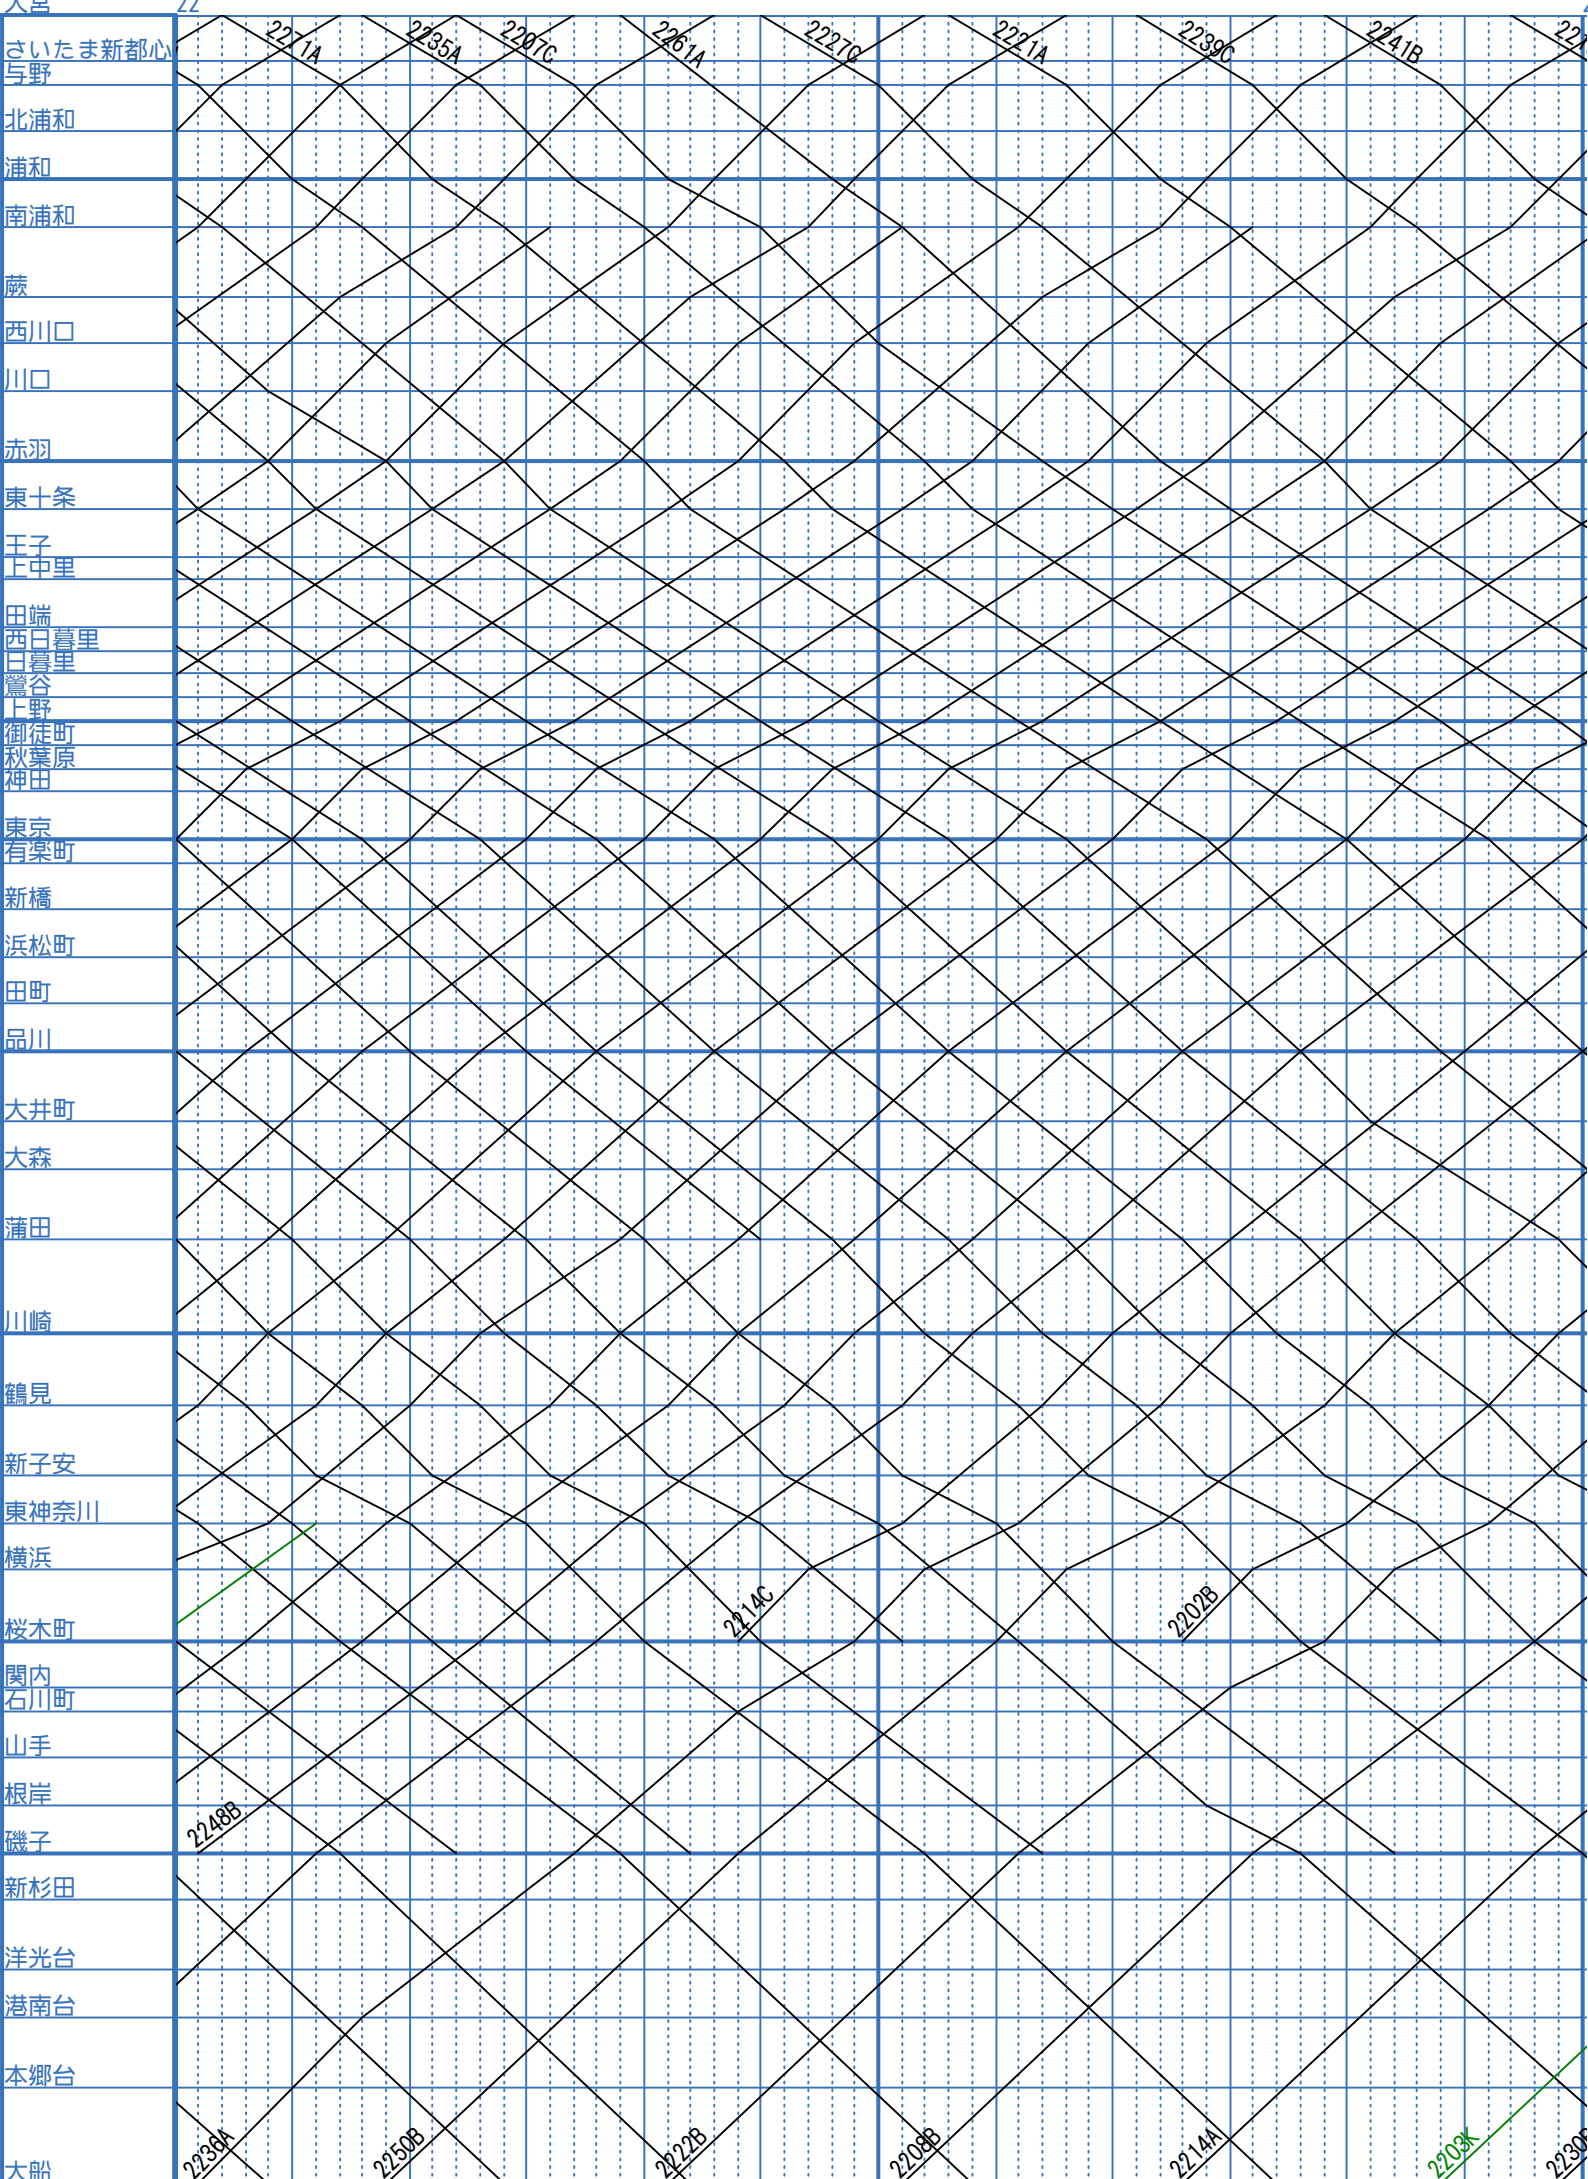 大宮 22
さいたま新都心 2271A 2235A 2207C 2261A 2227C 2221A 2239C 2241B
与野
北浦和
浦和
南浦和
蕨
西川口
川口
赤羽
東十条
王子
上中里
田端
西日暮里
日暮里
鶯谷
上野
御徒町
秋葉原
神田
東京
有楽町
新橋
浜松町
田町
品川
大井町
大森
蒲田
川崎
鶴見
新子安
東神奈川
横浜
桜木町 2214C 2202B
関内
石川町
山手
根岸
磯子 2248B
新杉田
洋光台
港南台
本郷台
大船 2236A 2250B 2222B 2208B 2214A 2203K